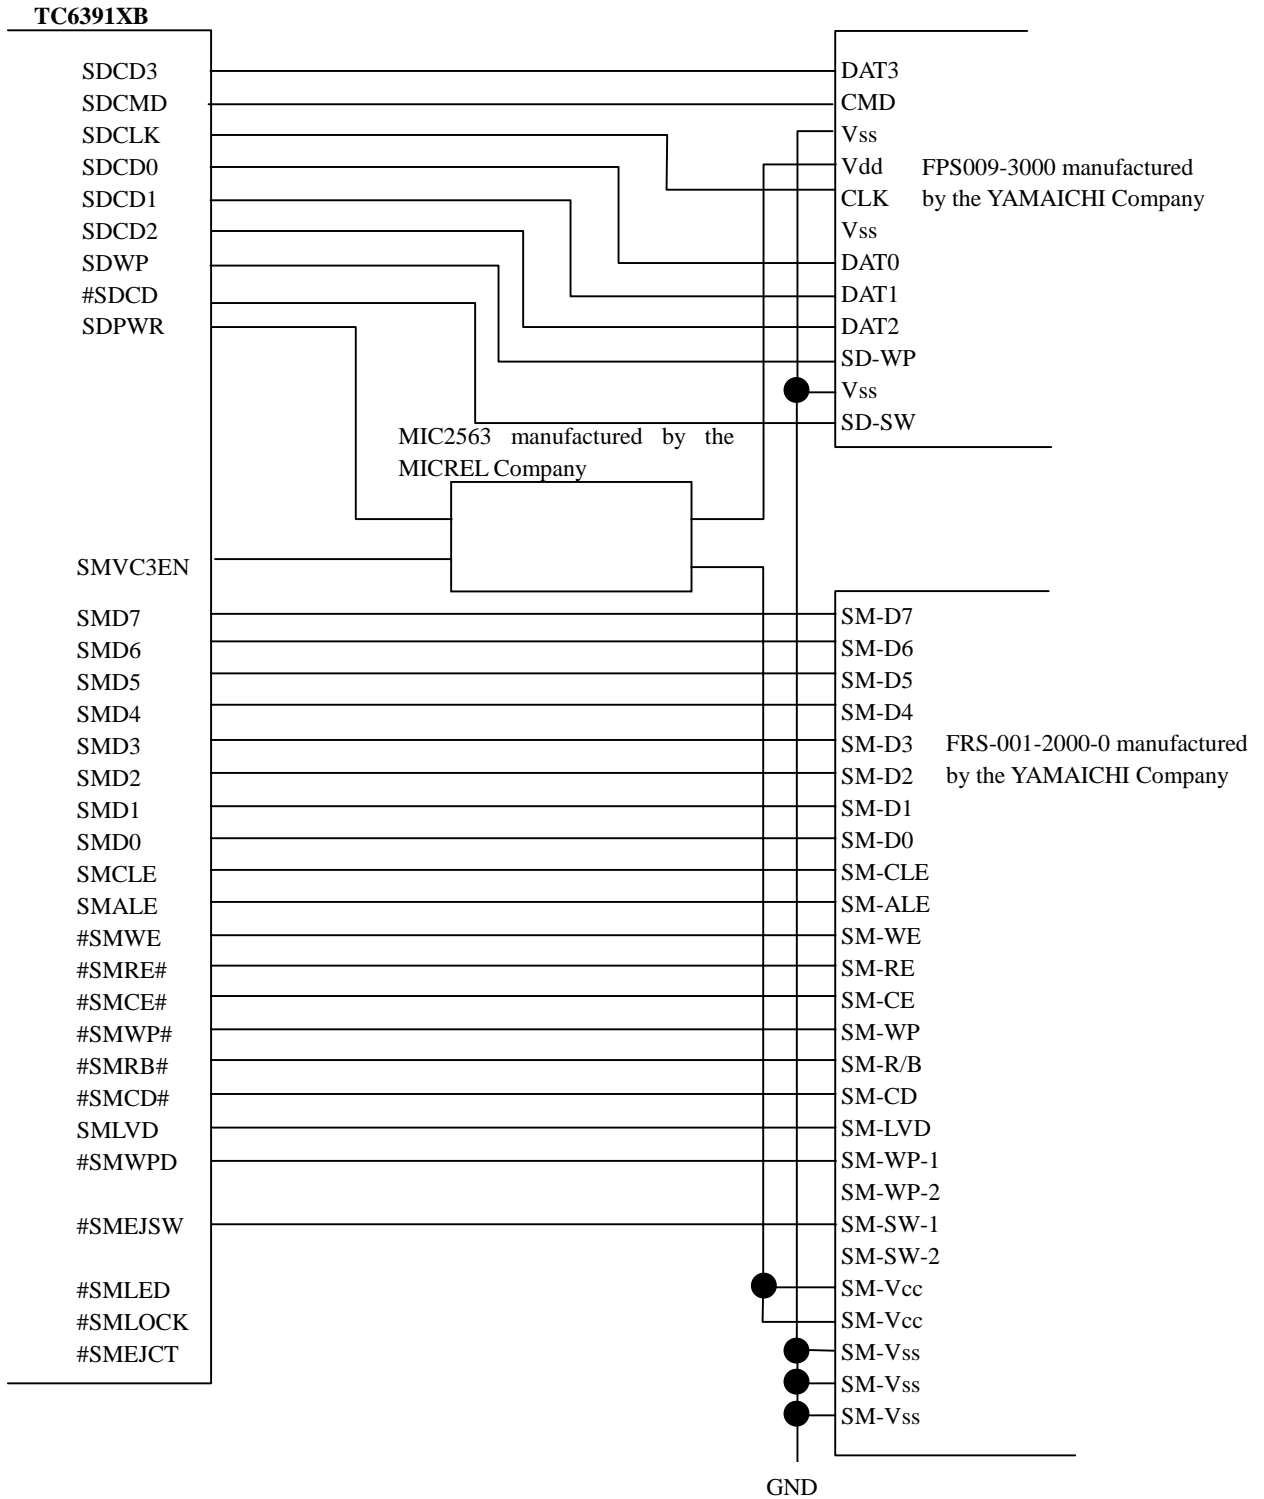 TC6391XB
SDCD3
SDCMD
SDCLK
SDCD0
SDCD1
SDCD2
SDWP
#SDCD
SDPWR
SMVC3EN
SMD7
SMD6
SMD5
SMD4
SMD3
SMD2
SMD1
SMD0
SMCLE
SMALE
#SMWE
#SMRE#
#SMCE#
#SMWP#
#SMRB#
#SMCD#
SMLVD
#SMWPD
#SMEJSW
#SMLED
#SMLOCK
#SMEJCT
MIC2563 manufactured by the
MICREL Company
DAT3
CMD
Vss
Vdd
CLK
Vss
DAT0
DAT1
DAT2
SD-WP
Vss
SD-SW
FPS009-3000 manufactured
by the YAMAICHI Company
SM-D7
SM-D6
SM-D5
SM-D4
SM-D3
SM-D2
SM-D1
SM-D0
SM-CLE
SM-ALE
SM-WE
SM-RE
SM-CE
SM-WP
SM-R/B
SM-CD
SM-LVD
SM-WP-1
SM-WP-2
SM-SW-1
SM-SW-2
SM-Vcc
SM-Vcc
SM-Vss
SM-Vss
SM-Vss
FRS-001-2000-0 manufactured
by the YAMAICHI Company
GND